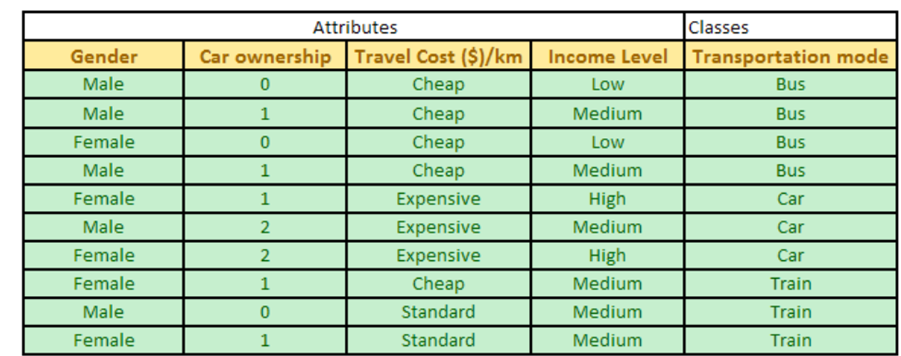 Attributes Classes
Gender Car ownership Travel Cost ($)/km Income Level Transportation mode
Male 0 Cheap Low Bus
Male 1 Cheap Medium Bus
Female 0 Cheap Low Bus
Male 1 Cheap Medium Bus
Female 1 Expensive High Car
Male 2 Expensive Medium Car
Female 2 Expensive High Car
Female 1 Cheap Medium Train
Male 0 Standard Medium Train
Female 1 Standard Medium Train